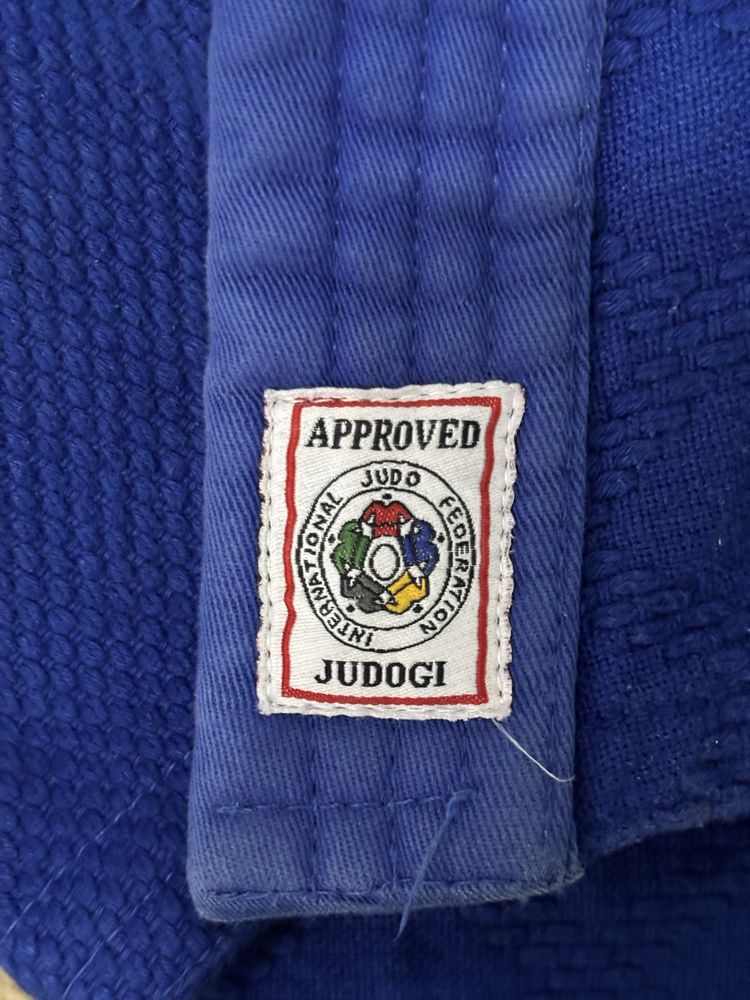 APPROVED
INTERNATIONAL JUDO FEDERATION
JUDOGI